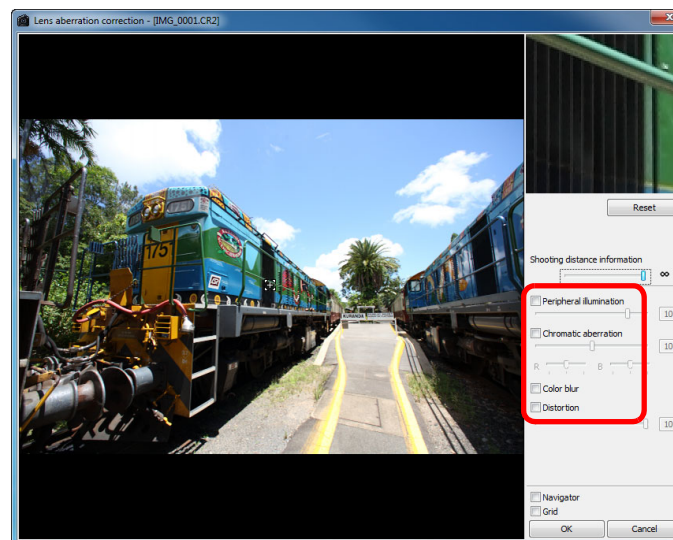 Lens aberration correction - [IMG_0001.CR2]
175
KURANDA
Reset
Shooting distance information
∞
Peripheral illumination
10
Chromatic aberration
10
R
B
Color blur
Distortion
10
Navigator
Grid
OK
Cancel